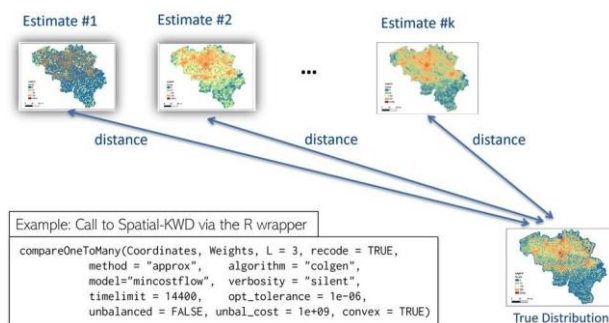 Estimate #1
Estimate #2
Estimate #k
...
distance
distance
distance
Example: Call to Spatial-KWD via the R wrapper
compareOneToMany(Coordinates, Weights, L = 3, recode = TRUE,
method = "approx", algorithm = "colgen",
model="mincostflow", verbosity = "silent",
timelimit = 14400, opt_tolerance = 1e-06,
unbalanced = FALSE, unbal_cost = 1e+09, convex = TRUE)
True Distribution